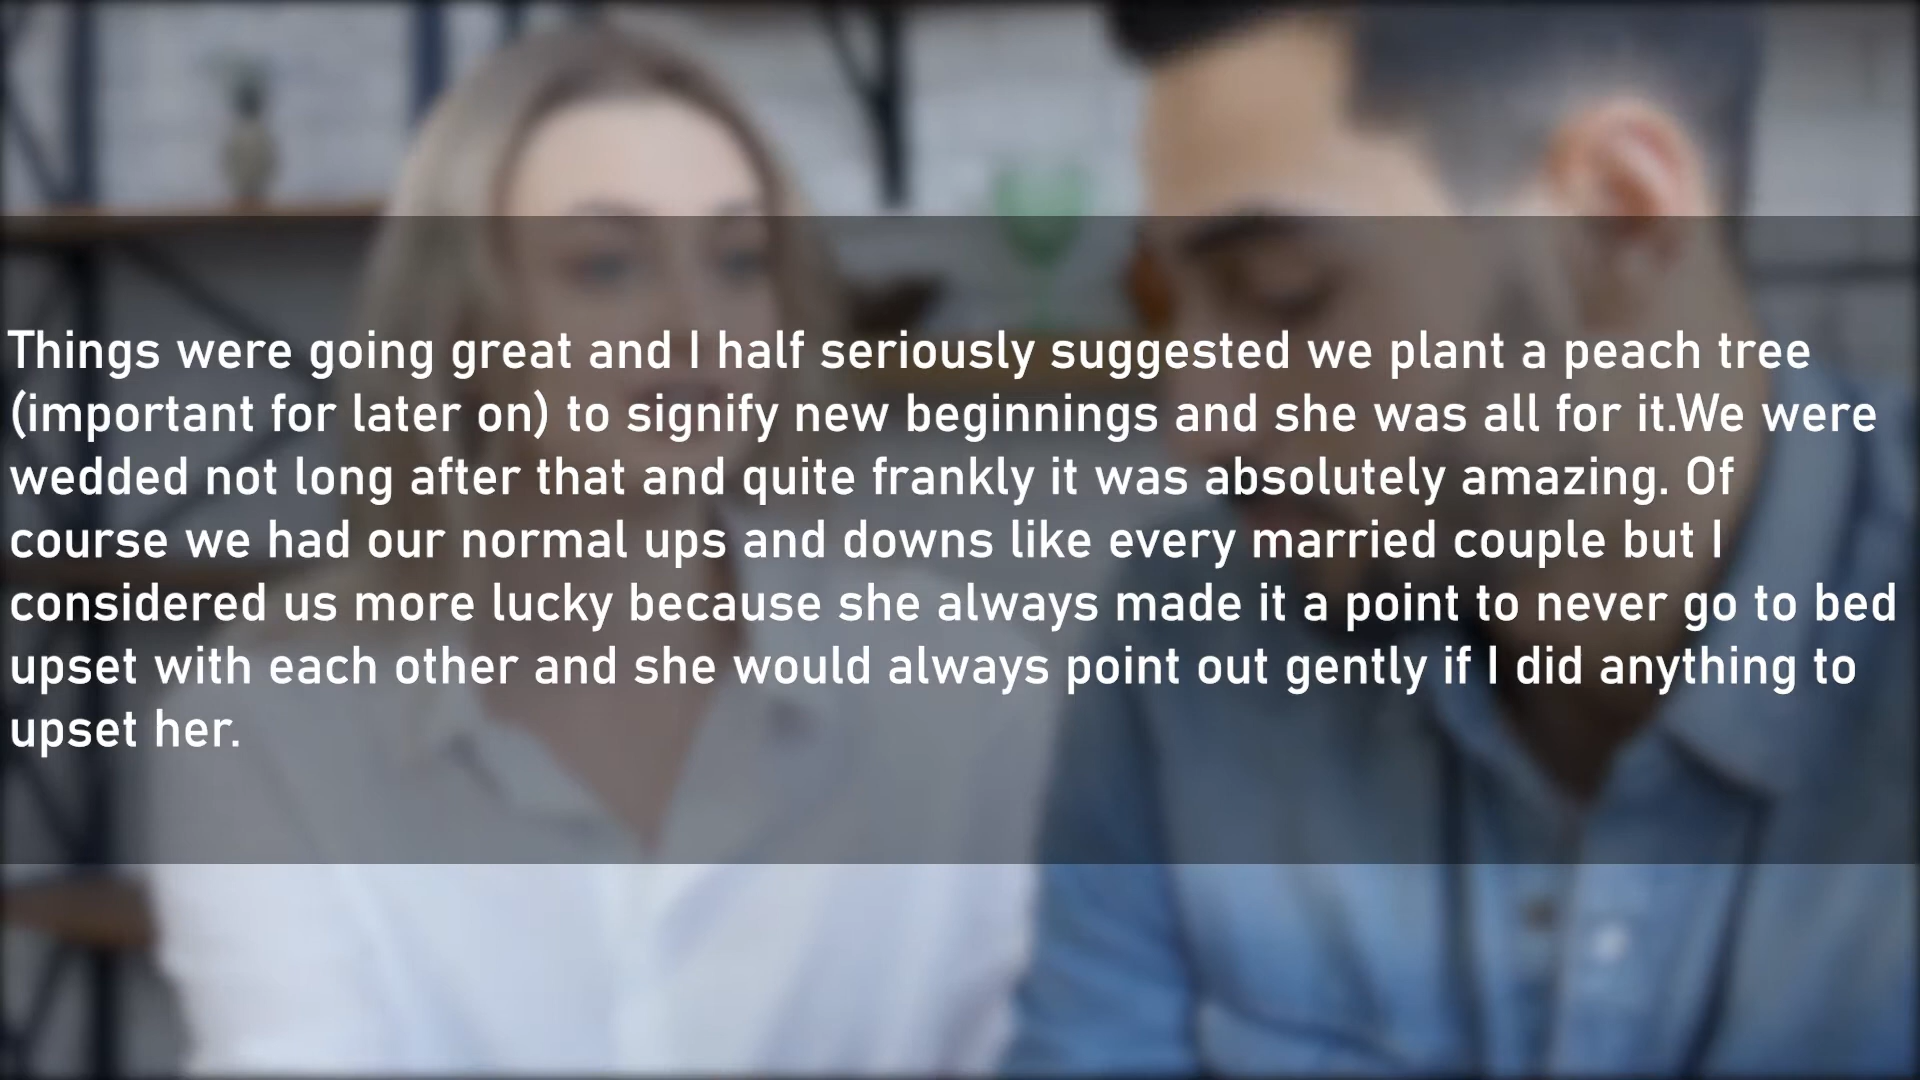 Things were going great and I half seriously suggested we plant a peach tree
(important for later on) to signify new beginnings and she was all for it.We were
wedded not long after that and quite frankly it was absolutely amazing. Of
course we had our normal ups and downs like every married couple but I
considered us more lucky because she always made it a point to never go to bed
upset with each other and she would always point out gently if I did anything to
upset her.